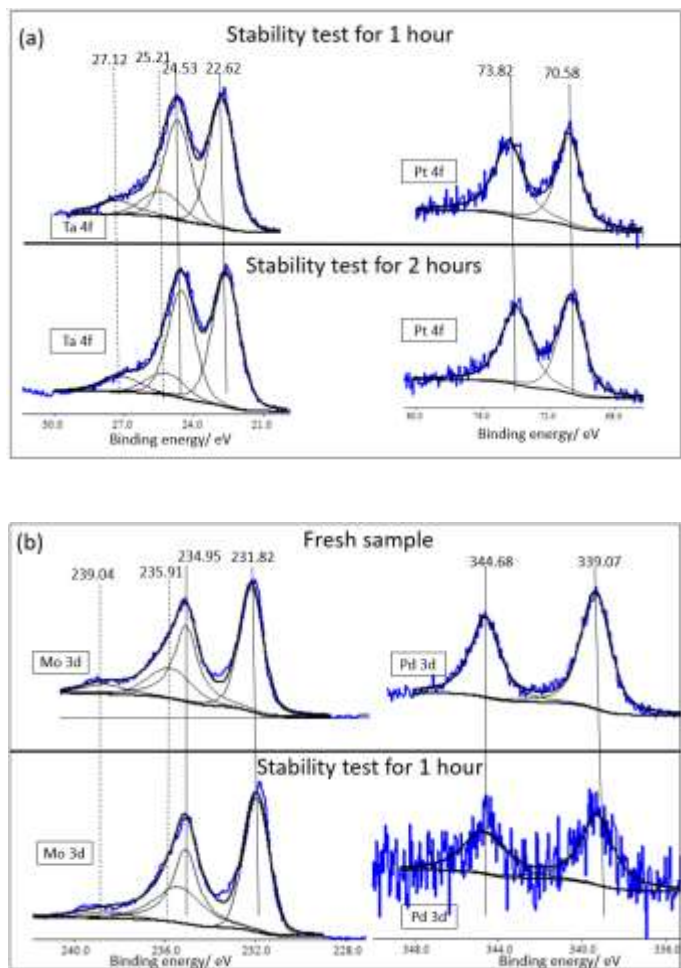 (a) Stability test for 1 hour
27.12 25.21 24.53 22.62 73.82 70.58
Pt 4f
Ta 4f
Stability test for 2 hours
Ta 4f Pt 4f
30.0 27.0 24.0 21.0
Binding energy/ eV Binding energy/ eV
(b) Fresh sample
239.04 235.91 234.95 231.82 344.68 339.07
Mo 3d Pd 3d
Stability test for 1 hour
Mo 3d
Pd 3d
240.0 236.0 232.0 228.0 348.0 344.0 340.0 336.0
Binding energy/ eV Binding energy/ eV